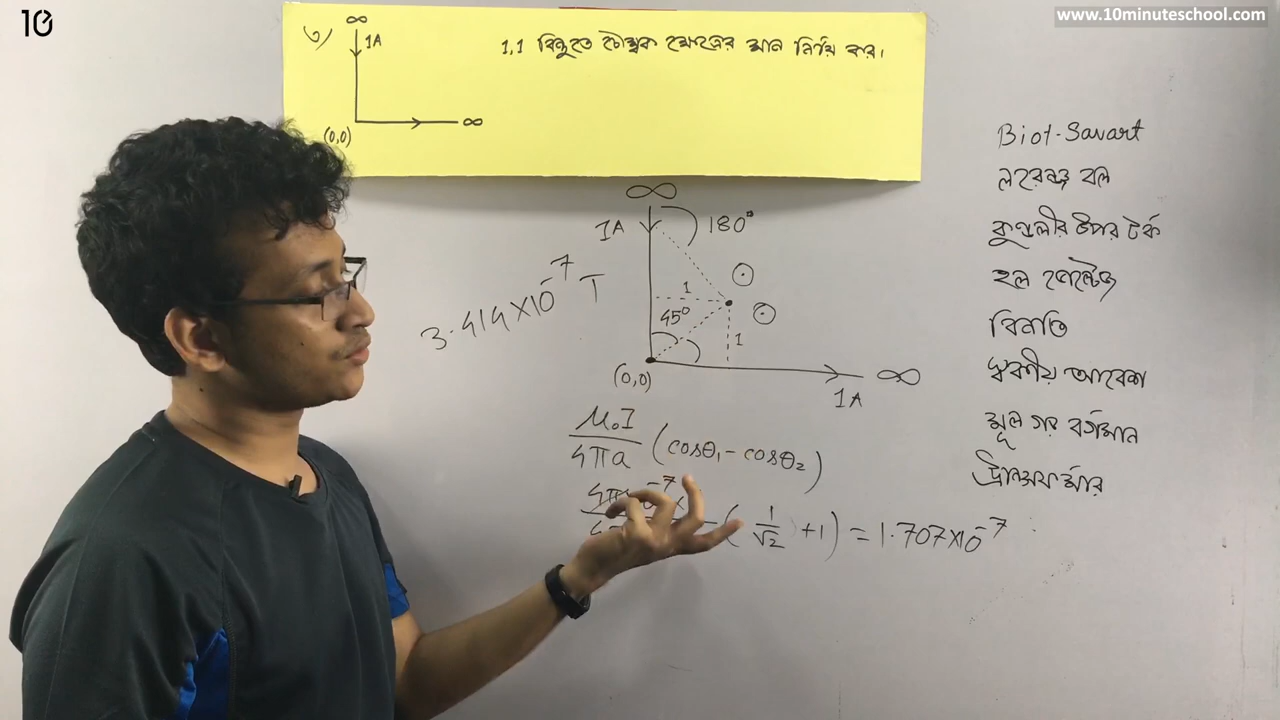 10
www.10minuteschool.com
৩)
∞
1A
(0,0)
∞
1,1 বিন্দুতে চৌম্বক ক্ষেত্রের মান নির্ণয় কর।
∞
1A
180°
1
45°
1
(0,0)
∞
1A
3.414×10⁻⁷ T
μ₀I
4πa
(cosθ₁ - cosθ₂)
(1/√2 +1) = 1.707×10⁻⁷
Biot-Savart
লরেঞ্জ বল
কুণ্ডলীর উপর টর্ক
হল ভোল্টেজ
বিনতি
স্বকীয় আবেশ
মূল গড় বর্গমান
ট্রান্সফর্মার